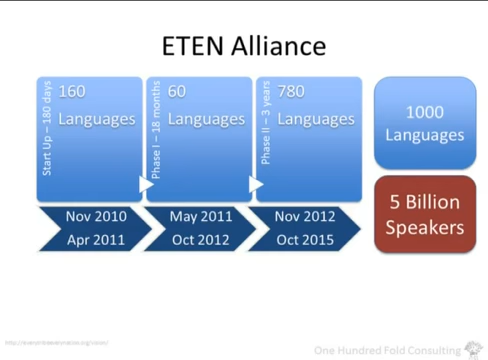 ETEN Alliance
Start Up – 180 days
160
Languages
Phase I – 18 months
60
Languages
Phase II – 3 years
780
Languages
1000
Languages
5 Billion
Speakers
Nov 2010
Apr 2011
May 2011
Oct 2012
Nov 2012
Oct 2015
One Hundred Fold Consulting